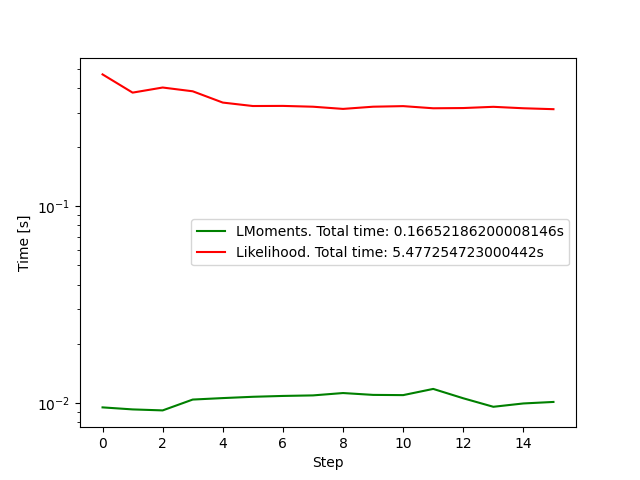 Time [s]
10⁻¹
10⁻²
LMoments. Total time: 0.16652186200008146s
Likelihood. Total time: 5.477254723000442s
0 2 4 6 8 10 12 14
Step